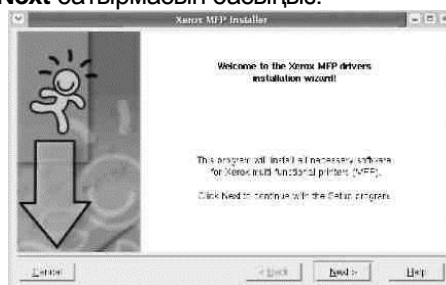 Next батырмасын басыңыз.
Xerox MFP Installer
Welcome to the Xerox MFP drivers
installation wizard!
This program will install all necessary software
for Xerox multi-functional printers (MFP).
Click Next to continue with the Setup program.
Cancel
< Back
Next >
Help